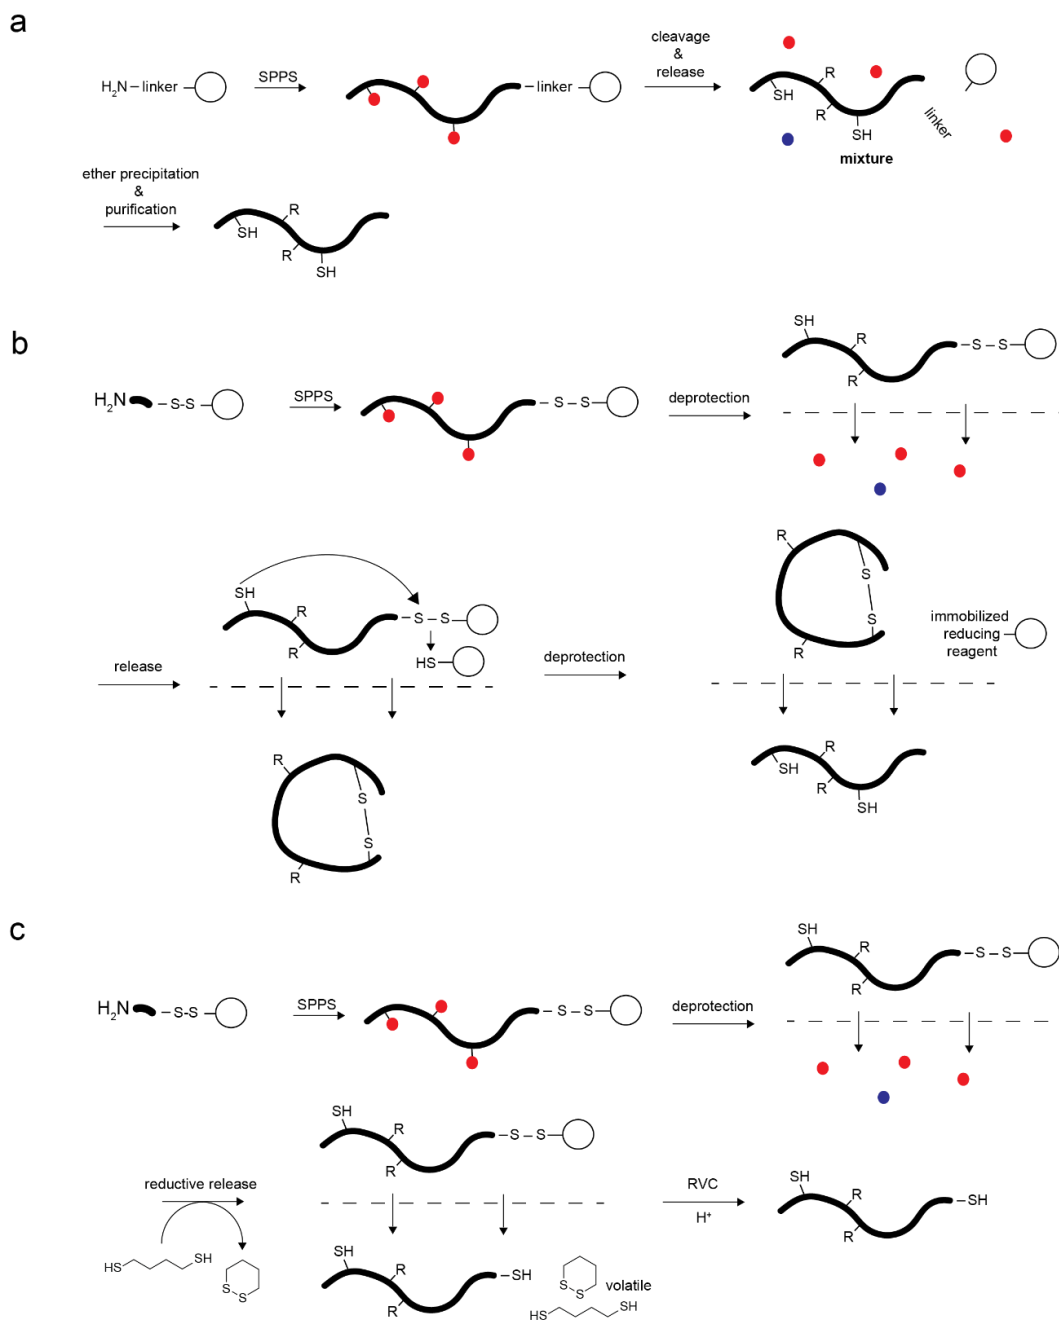 a
H2N – linker
SPPS
linker
cleavage
&
release
R
R
SH
SH
linker
mixture
ether precipitation
&
purification
R
R
SH
SH
b
H2N
S-S
SPPS
S – S
deprotection
SH
R
R
S – S
release
SH
R
R
S – S
HS
R
S
S
R
deprotection
R
S
S
R
immobilized
reducing
reagent
R
R
SH
SH
c
H2N
S-S
SPPS
S – S
deprotection
SH
R
R
S – S
reductive release
HS
SH
S
S
SH
R
R
S – S
SH
R
R
SH
S
S
volatile
HS
SH
RVC
H+
SH
R
R
SH